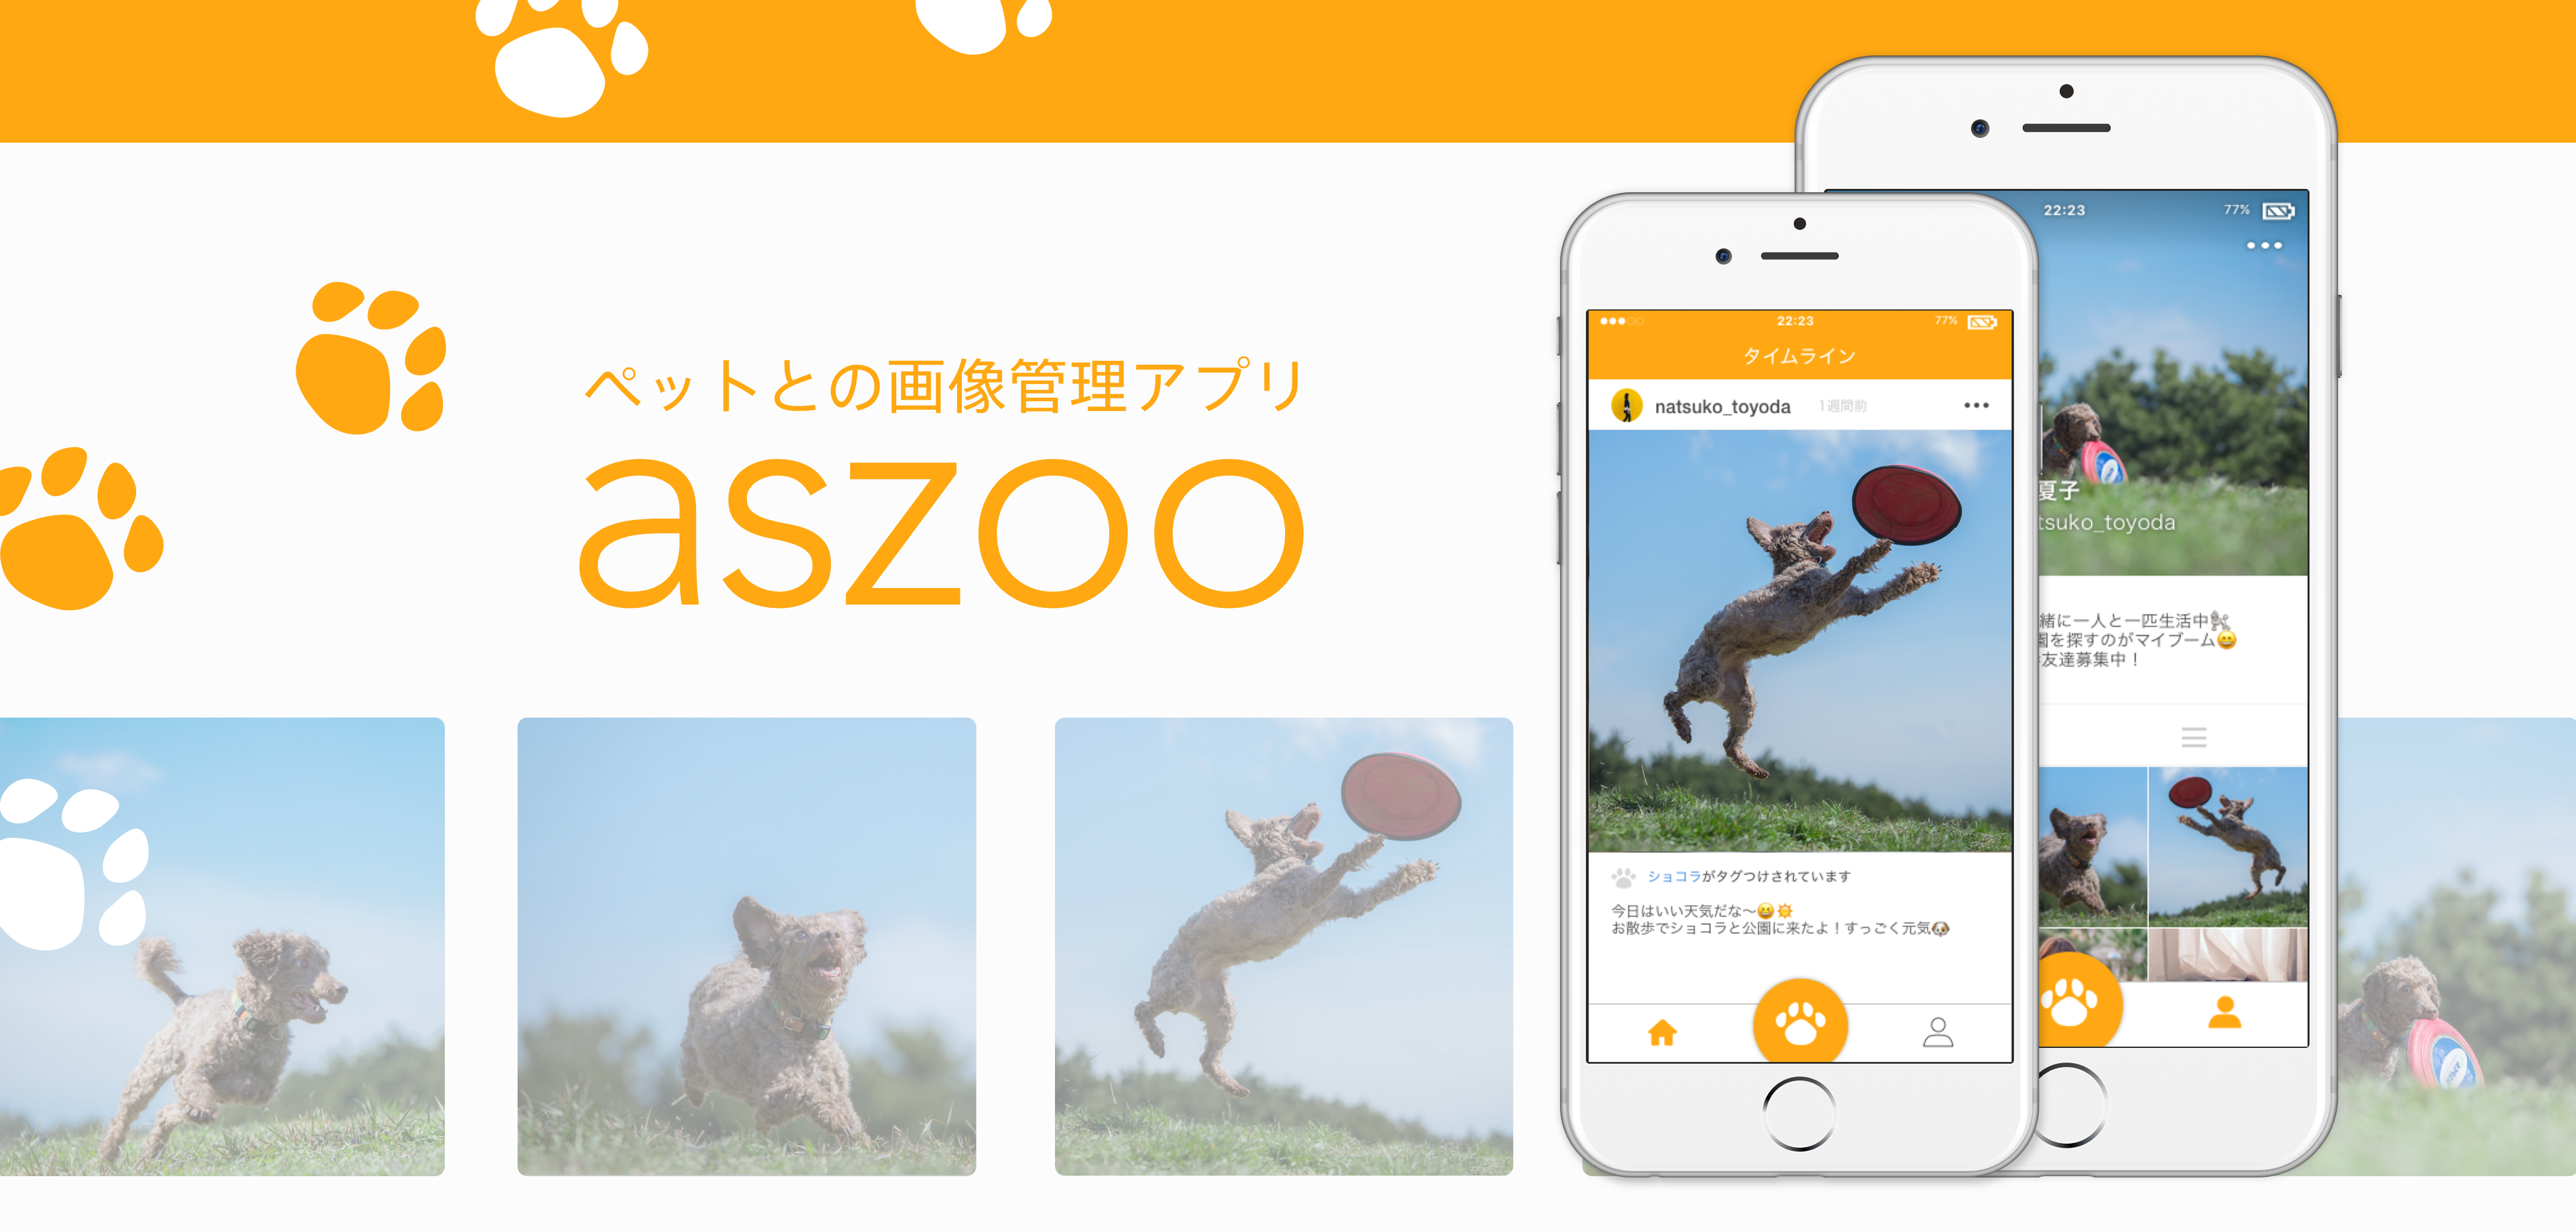 ペットとの画像管理アプリ
aszoo
22:23
77%
タイムライン
natsuko_toyoda
1週間前
ショコラがタグつけされています
今日はいい天気だな〜😆☀️
お散歩でショコラと公園に来たよ！すっごく元気🐶
22:23
77%
夏子
tsuko_toyoda
緒に一人と一匹生活中🐩
園を探すのがマイブーム😄
友達募集中！